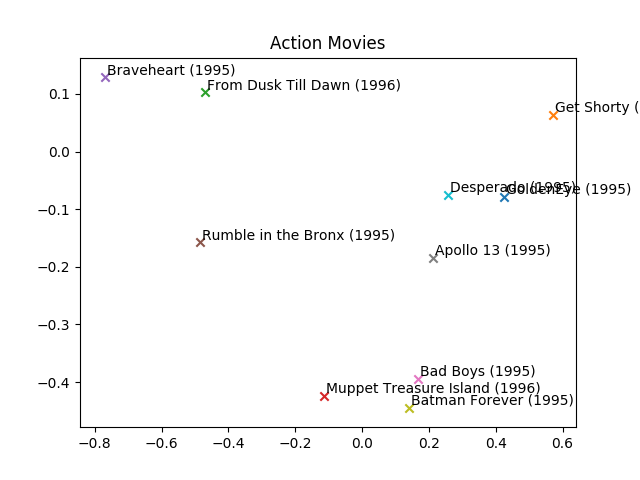 Action Movies
Braveheart (1995)
From Dusk Till Dawn (1996)
Get Shorty (
Desperado (1995)
GoldenEye (1995)
Rumble in the Bronx (1995)
Apollo 13 (1995)
Bad Boys (1995)
Muppet Treasure Island (1996)
Batman Forever (1995)
0.1
0.0
−0.1
−0.2
−0.3
−0.4
−0.8 −0.6 −0.4 −0.2 0.0 0.2 0.4 0.6